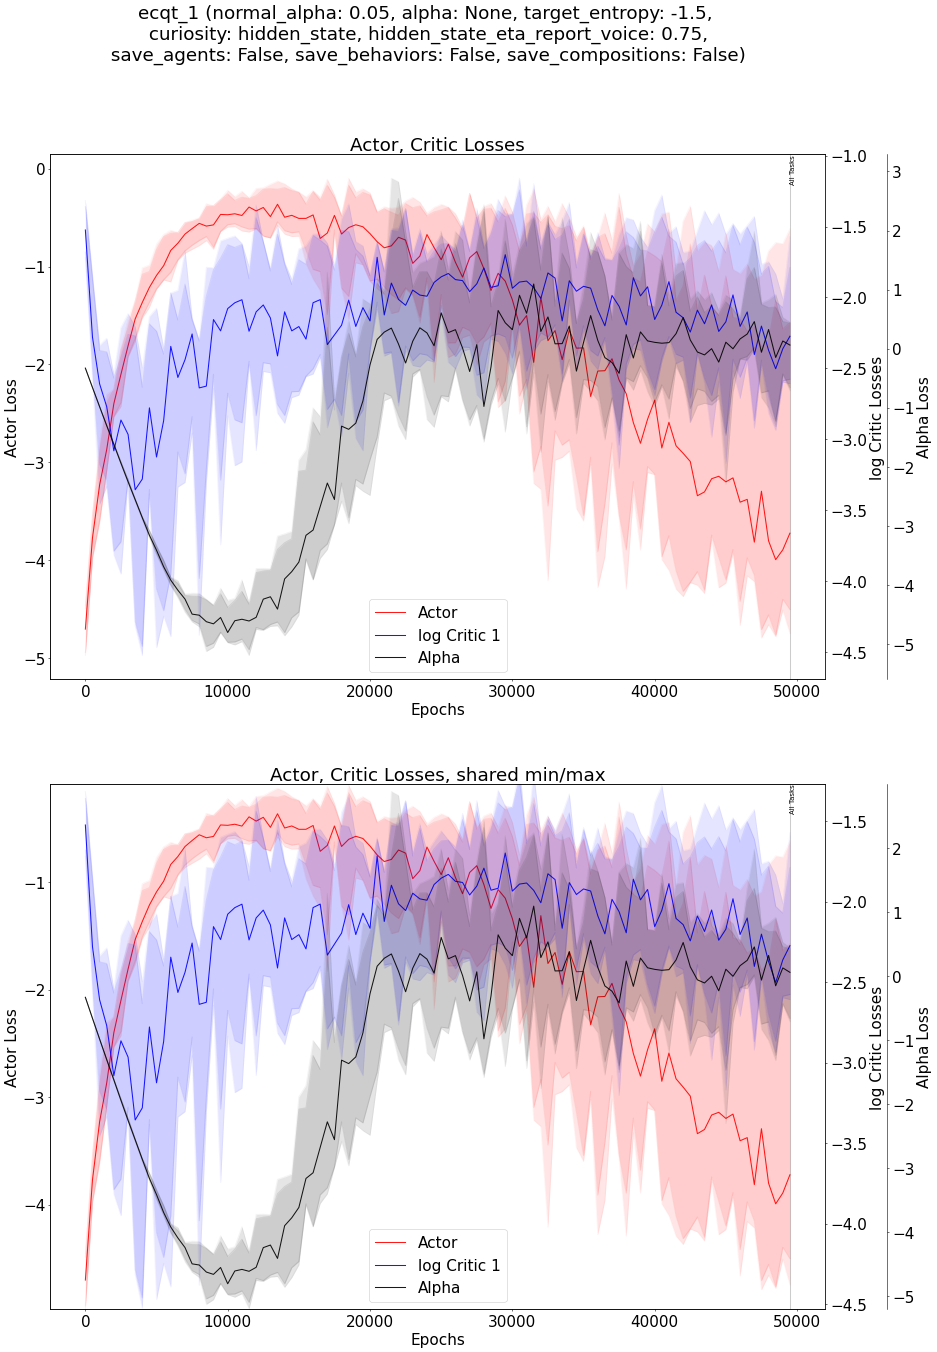 ecqt_1 (normal_alpha: 0.05, alpha: None, target_entropy: -1.5,
curiosity: hidden_state, hidden_state_eta_report_voice: 0.75,
save_agents: False, save_behaviors: False, save_compositions: False)
Actor, Critic Losses
All Tasks
0
−1
−2
−3
−4
−5
Actor Loss
−1.0
−1.5
−2.0
−2.5
−3.0
−3.5
−4.0
−4.5
log Critic Losses
3
2
1
0
−1
−2
−3
−4
−5
Alpha Loss
Actor
log Critic 1
Alpha
0 10000 20000 30000 40000 50000
Epochs
Actor, Critic Losses, shared min/max
All Tasks
−1
−2
−3
−4
Actor Loss
−1.5
−2.0
−2.5
−3.0
−3.5
−4.0
−4.5
log Critic Losses
2
1
0
−1
−2
−3
−4
−5
Alpha Loss
Actor
log Critic 1
Alpha
0 10000 20000 30000 40000 50000
Epochs